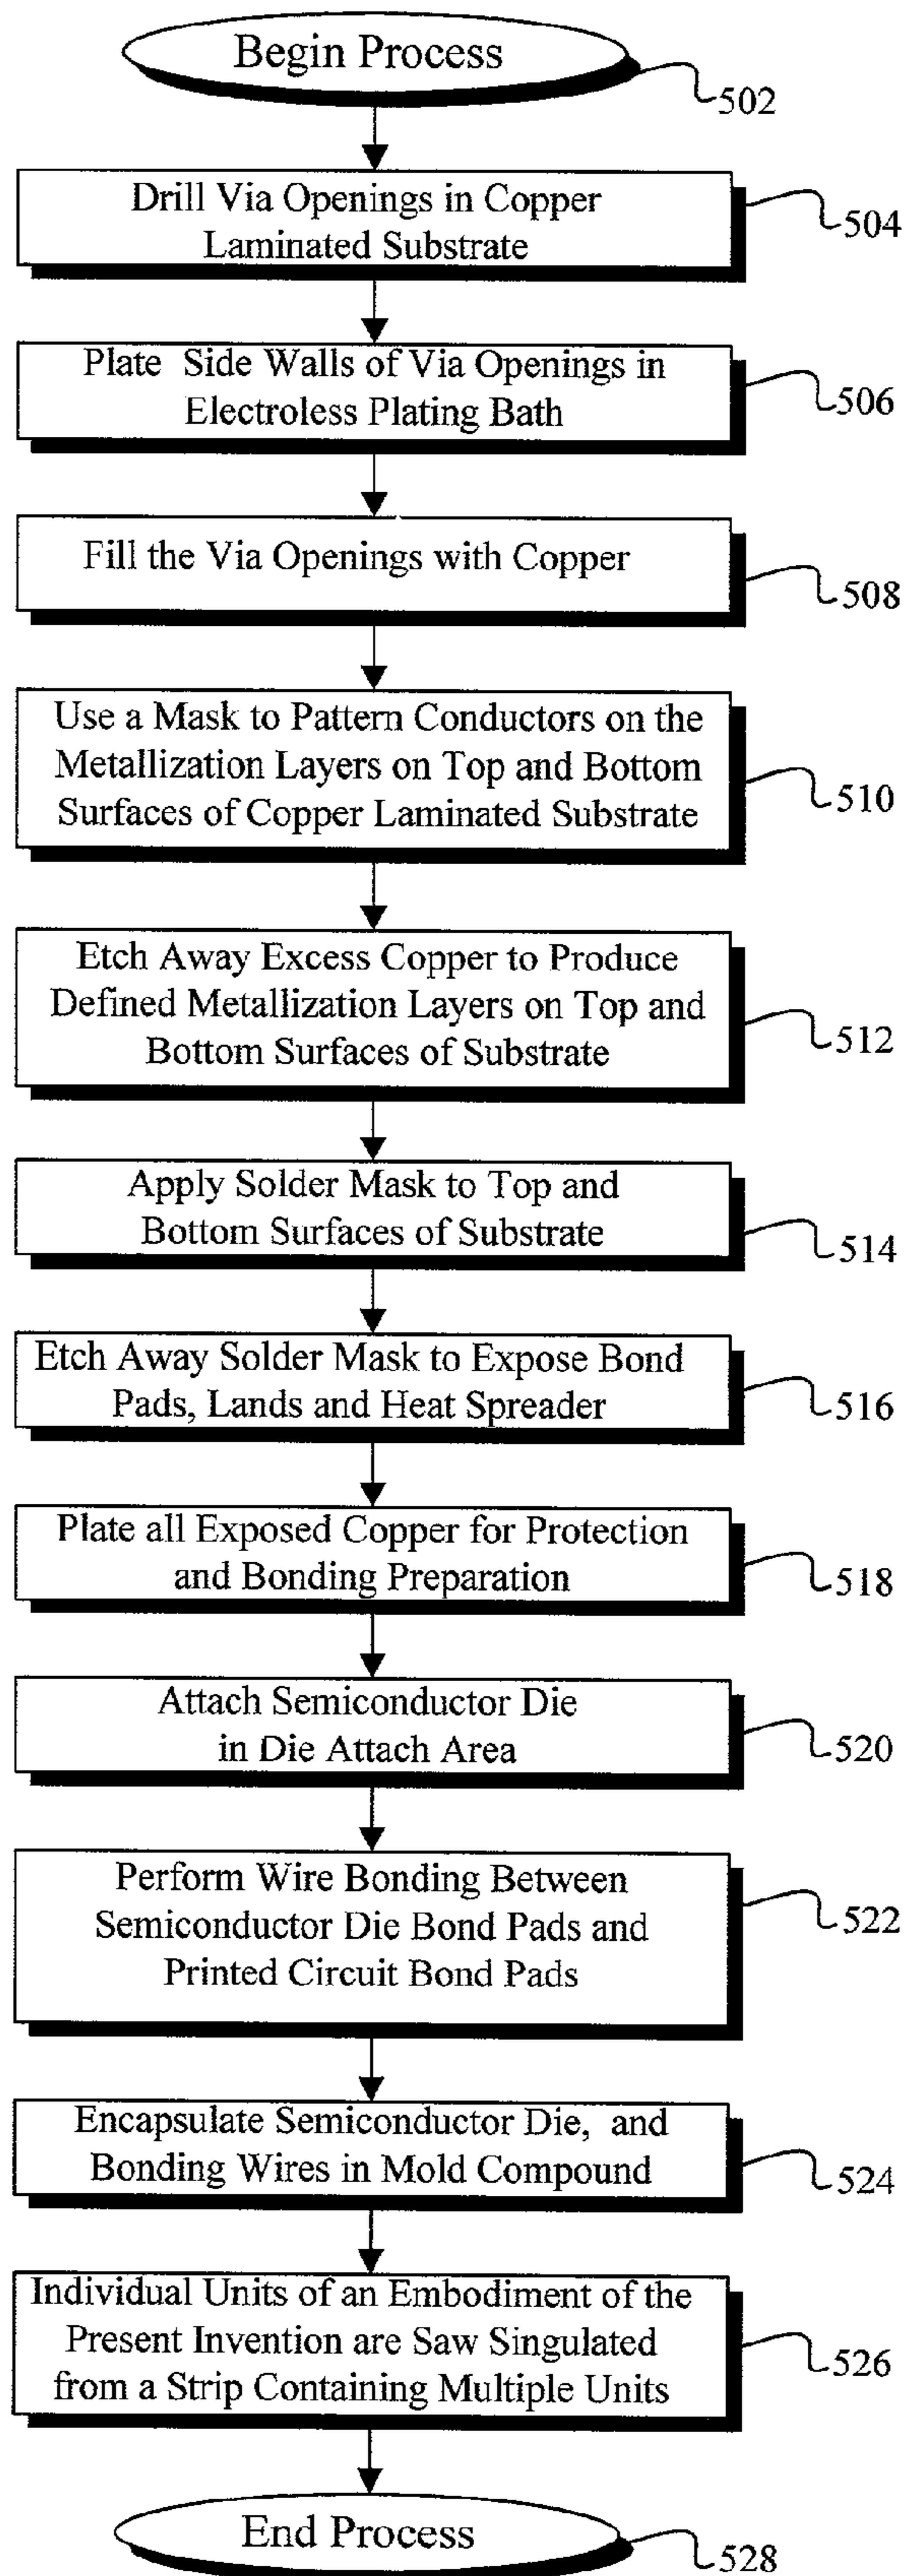 Begin Process
502
Drill Via Openings in Copper
Laminated Substrate
504
Plate Side Walls of Via Openings in
Electroless Plating Bath
506
Fill the Via Openings with Copper
508
Use a Mask to Pattern Conductors on the
Metallization Layers on Top and Bottom
Surfaces of Copper Laminated Substrate
510
Etch Away Excess Copper to Produce
Defined Metallization Layers on Top and
Bottom Surfaces of Substrate
512
Apply Solder Mask to Top and
Bottom Surfaces of Substrate
514
Etch Away Solder Mask to Expose Bond
Pads, Lands and Heat Spreader
516
Plate all Exposed Copper for Protection
and Bonding Preparation
518
Attach Semiconductor Die
in Die Attach Area
520
Perform Wire Bonding Between
Semiconductor Die Bond Pads and
Printed Circuit Bond Pads
522
Encapsulate Semiconductor Die, and
Bonding Wires in Mold Compound
524
Individual Units of an Embodiment of the
Present Invention are Saw Singulated
from a Strip Containing Multiple Units
526
End Process
528